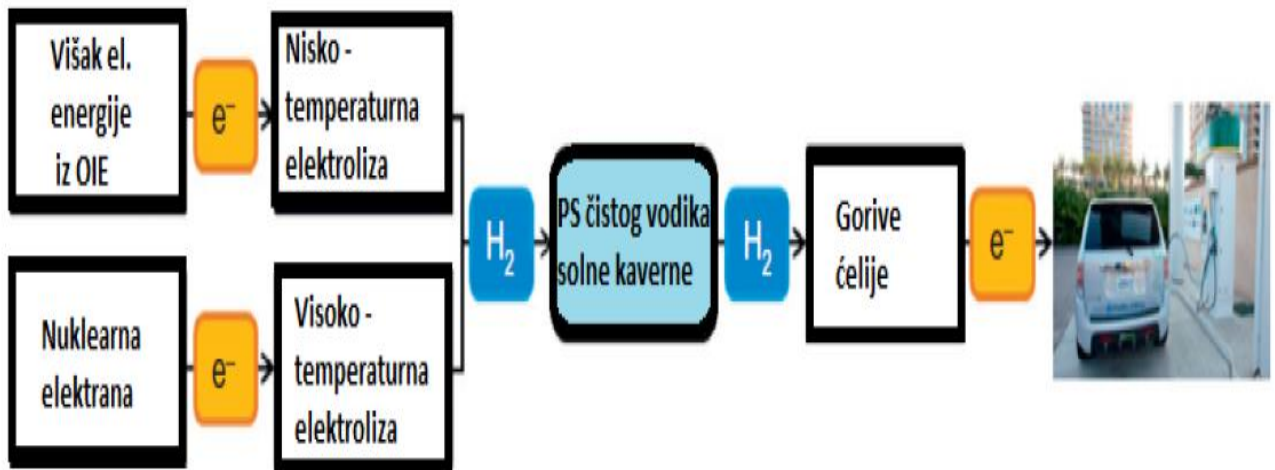 Višak el.
energije
iz OIE
e⁻
Nisko -
temperaturna
elektroliza
Nuklearna
elektrana
e⁻
Visoko -
temperaturna
elektroliza
H₂
PS čistog vodika
solne kaverne
H₂
Gorive
ćelije
e⁻